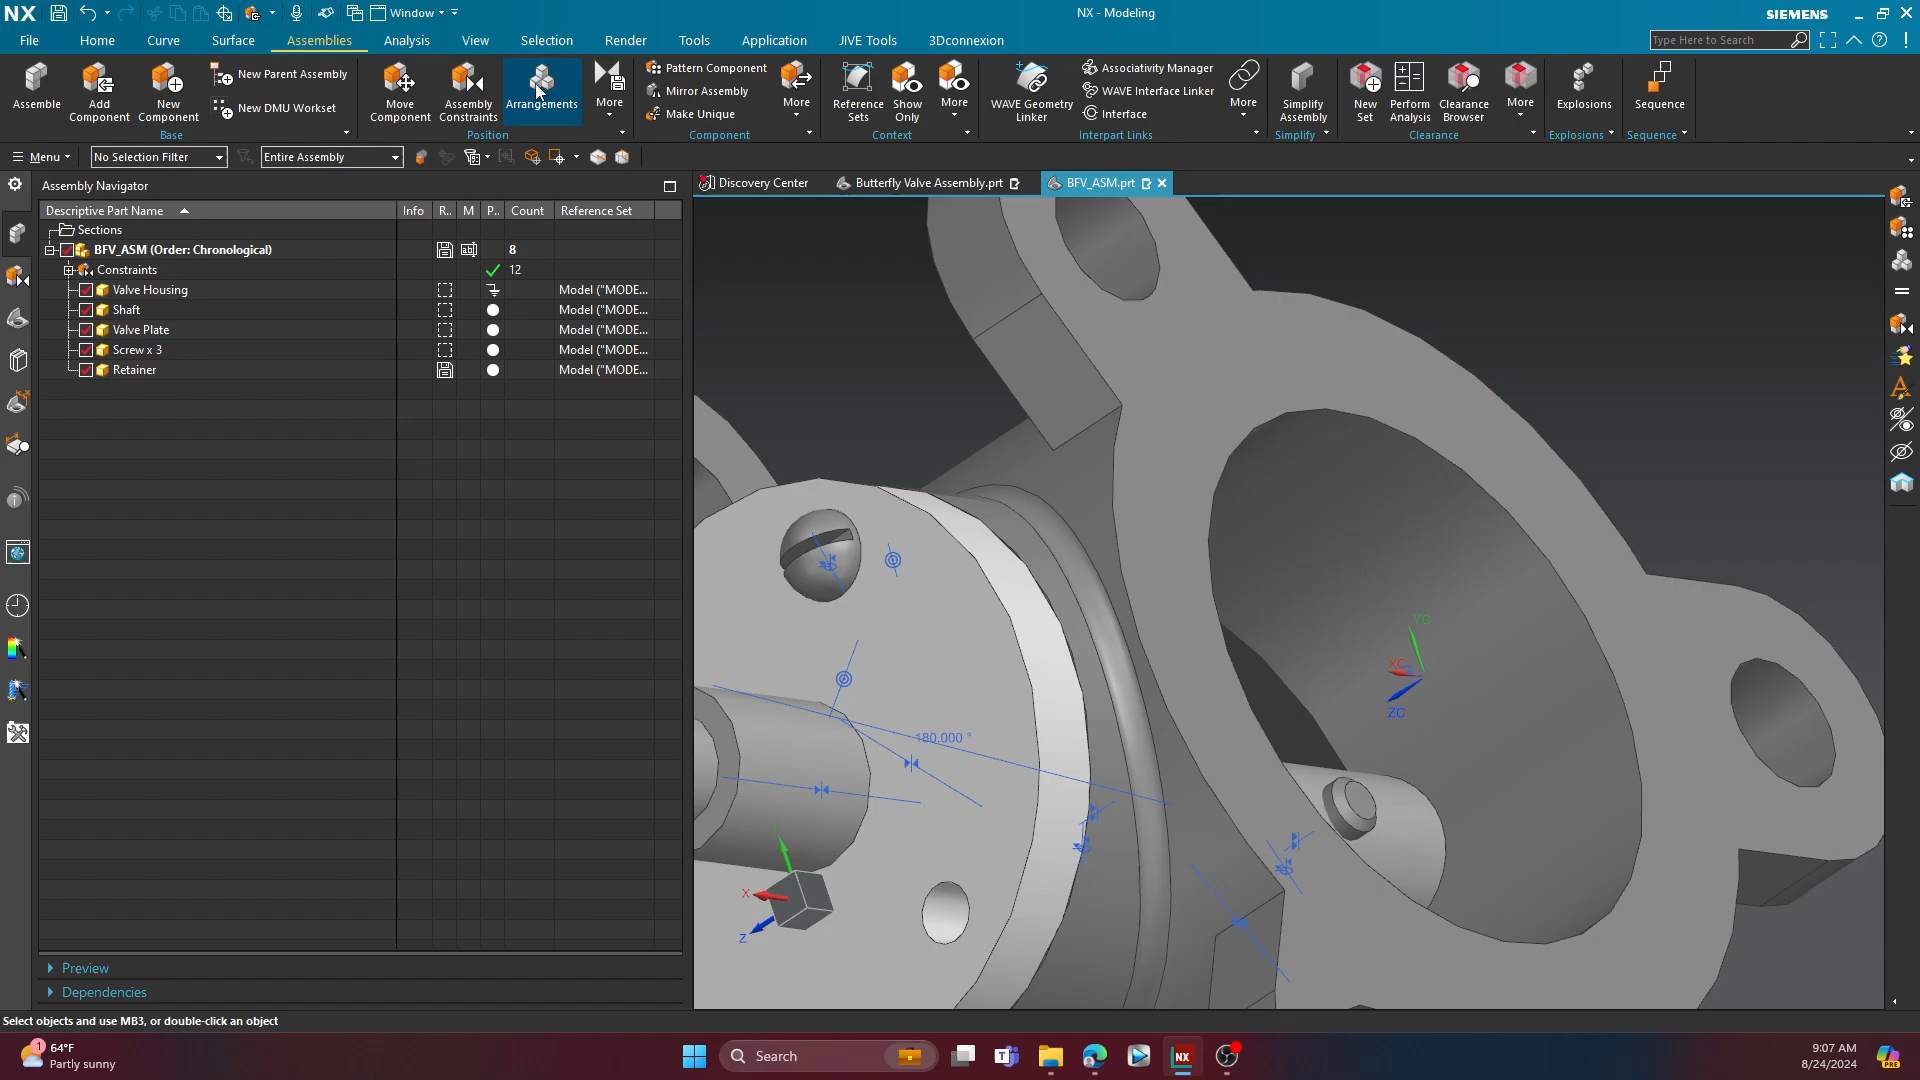 NX
Window
NX - Modeling
SIEMENS
File
Home
Curve
Surface
Assemblies
Analysis
View
Selection
Render
Tools
Application
JIVE Tools
3Dconnexion
Type Here to Search
Assemble
Add Component
New Component
New Parent Assembly
New DMU Workset
Base
Move Component
Assembly Constraints
Arrangements
More
Position
Pattern Component
Mirror Assembly
Make Unique
More
Component
Reference Sets
Show Only
More
Context
WAVE Geometry Linker
Associativity Manager
WAVE Interface Linker
Interface
More
Interpart Links
Simplify Assembly
Simplify
New Set
Perform Analysis
Clearance Browser
More
Clearance
Explosions
Explosions
Sequence
Sequence
Menu
No Selection Filter
Entire Assembly
Assembly Navigator
Discovery Center
Butterfly Valve Assembly.prt
BFV_ASM.prt
Descriptive Part Name
Info
R..
M
P..
Count
Reference Set
Sections
BFV_ASM (Order: Chronological)
8
Constraints
12
Valve Housing
Model ("MODE...
Shaft
Model ("MODE...
Valve Plate
Model ("MODE...
Screw x 3
Model ("MODE...
Retainer
Model ("MODE...
YC
XC
ZC
180,000 °
X
Z
Preview
Dependencies
Select objects and use MB3, or double-click an object
1
64°F
Partly sunny
Search
NX
9:07 AM
8/24/2024
PRE